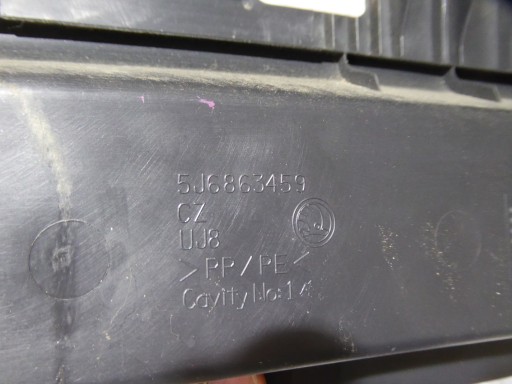 5J6863459
CZ
UJ8
>PP/PE<
Cavity No:14